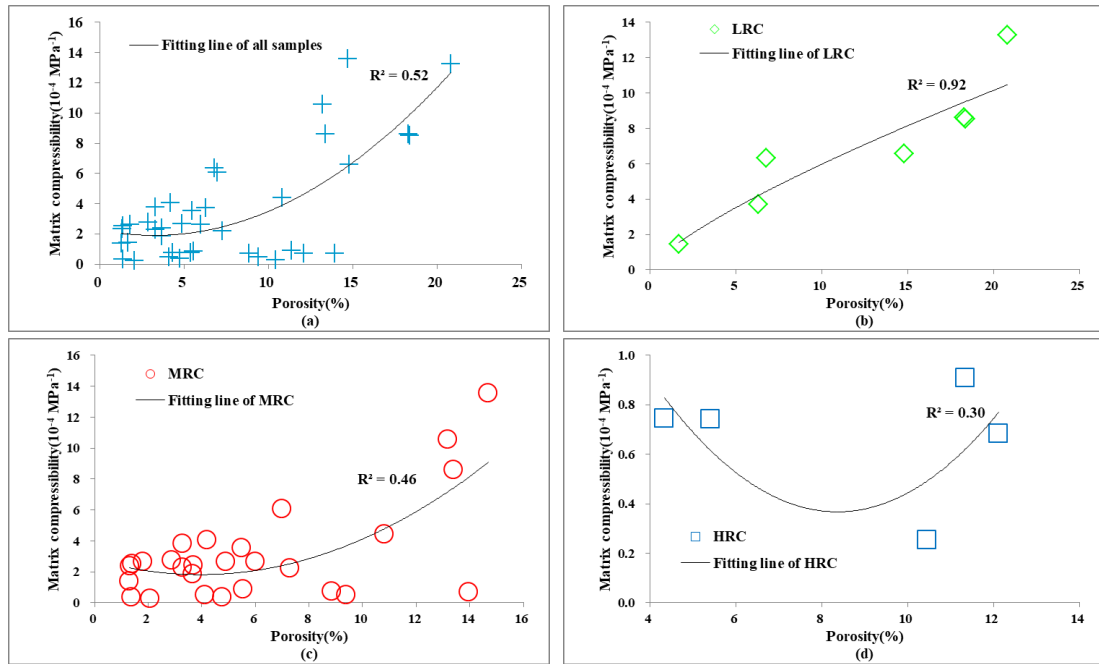 16
14
12
10
8
6
4
2
0
Matrix compressibility(10⁻⁴ MPa⁻¹)
Fitting line of all samples
R² = 0.52
0 5 10 15 20 25
Porosity(%)
(a)
14
12
10
8
6
4
2
0
Matrix compressibility(10⁻⁴ MPa⁻¹)
LRC
Fitting line of LRC
R² = 0.92
0 5 10 15 20 25
Porosity(%)
(b)
16
14
12
10
8
6
4
2
0
Matrix compressibility(10⁻⁴ MPa⁻¹)
MRC
Fitting line of MRC
R² = 0.46
0 2 4 6 8 10 12 14 16
Porosity(%)
(c)
1.0
0.8
0.6
0.4
0.2
0.0
Matrix compressibility(10⁻⁴ MPa⁻¹)
R² = 0.30
HRC
Fitting line of HRC
4 6 8 10 12 14
Porosity(%)
(d)